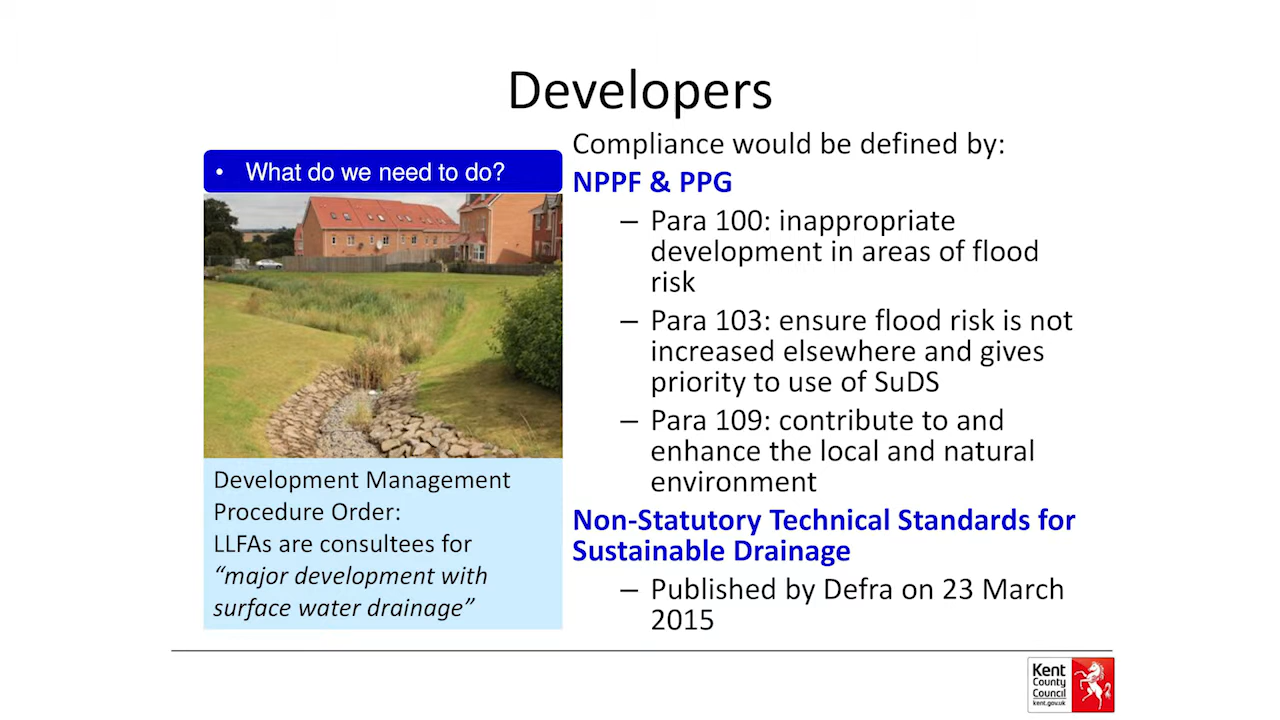 Developers
• What do we need to do?
Development Management
Procedure Order:
LLFAs are consultees for
“major development with
surface water drainage”
Compliance would be defined by:
NPPF & PPG
– Para 100: inappropriate
development in areas of flood
risk
– Para 103: ensure flood risk is not
increased elsewhere and gives
priority to use of SuDS
– Para 109: contribute to and
enhance the local and natural
environment
Non-Statutory Technical Standards for
Sustainable Drainage
– Published by Defra on 23 March
2015
Kent
County
Council
kent.gov.uk